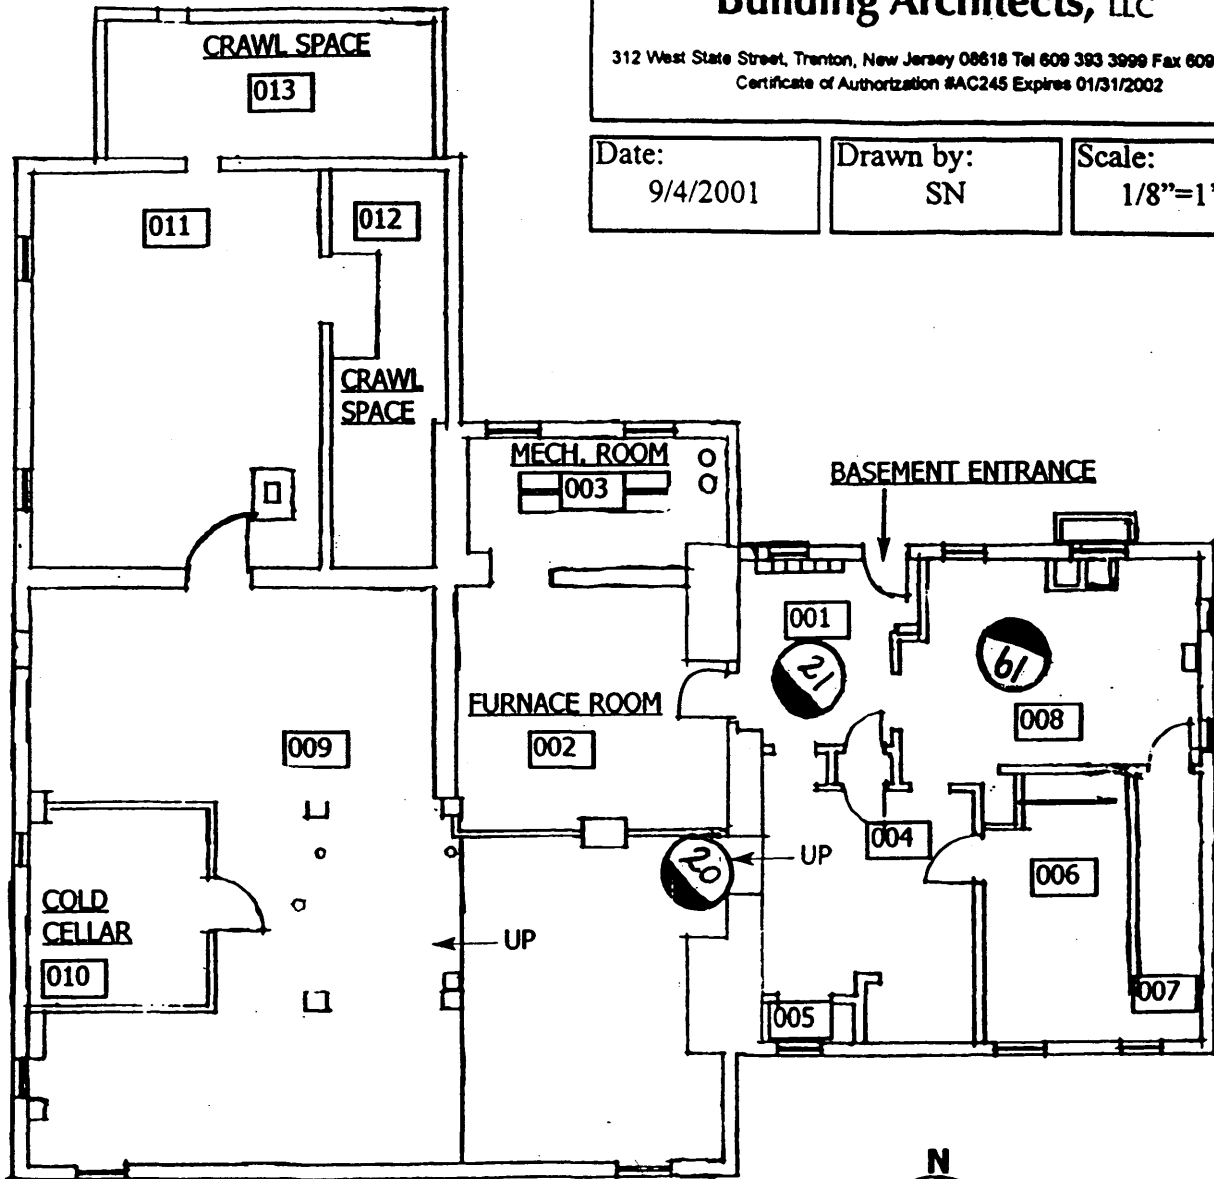 Building Architects, LLC
312 West State Street, Trenton, New Jersey 08618 Tel 609 393 3999 Fax 609
Certificate of Authorization #AC245 Expires 01/31/2002
Date:
9/4/2001
Drawn by:
SN
Scale:
1/8"=1'
CRAWL SPACE
013
011
012
CRAWL
SPACE
MECH. ROOM
003
BASEMENT ENTRANCE
001
21
19
008
FURNACE ROOM
002
009
004
UP
20
006
COLD
CELLAR
010
UP
007
005
N